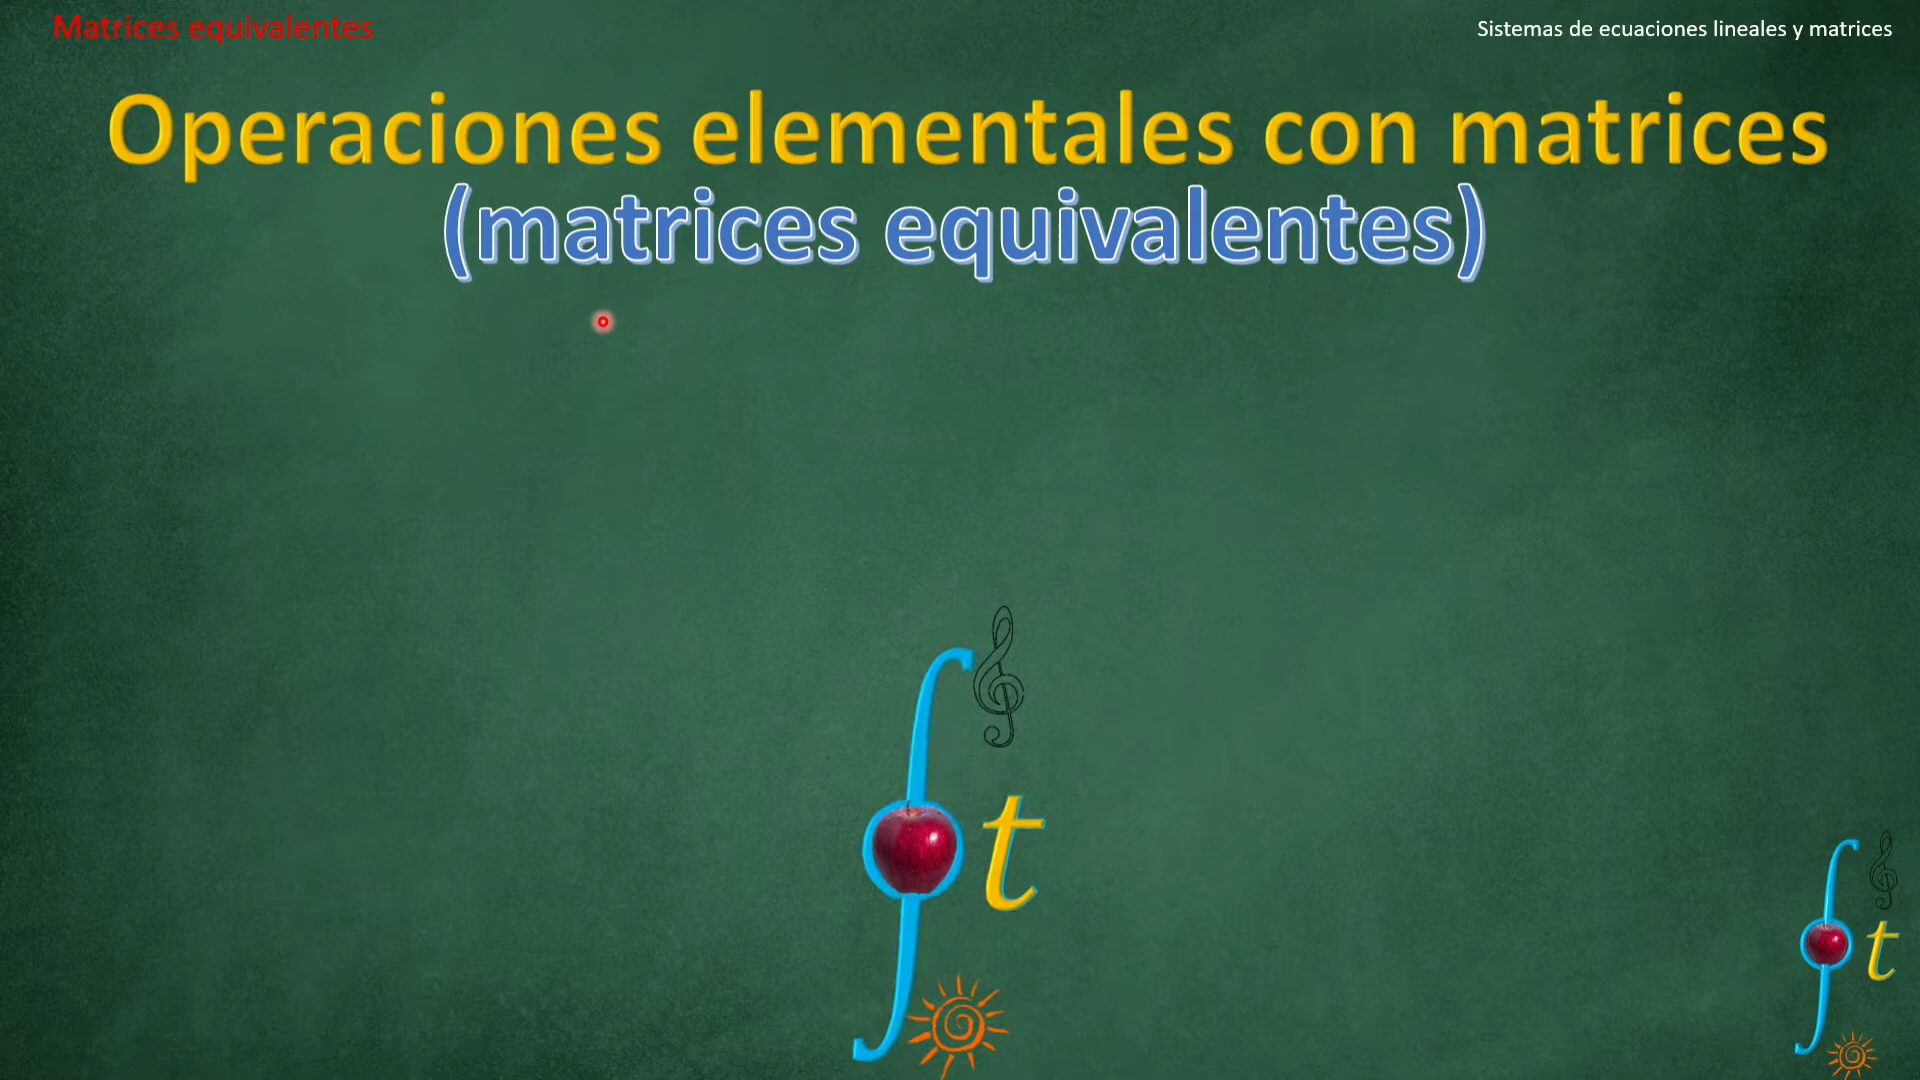 Matrices equivalentes
Sistemas de ecuaciones lineales y matrices
Operaciones elementales con matrices
(matrices equivalentes)
∫ t
∫ t